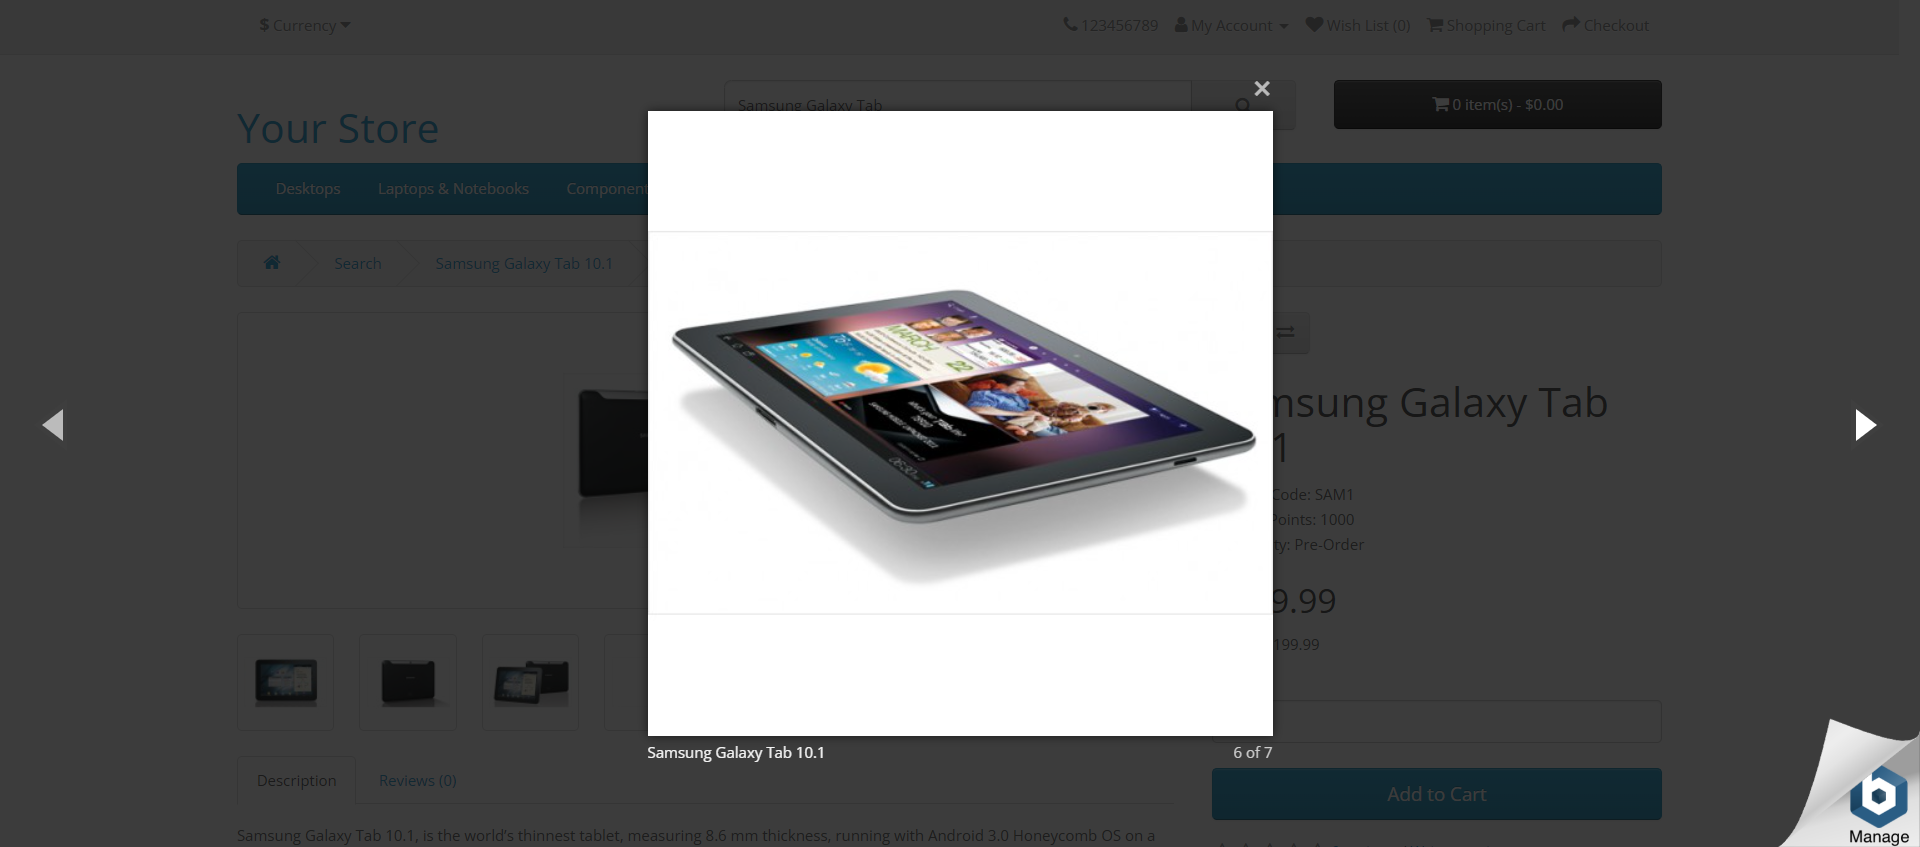 $ Currency
123456789 My Account Wish List (0) Shopping Cart Checkout
Samsung Galaxy Tab
0 item(s) - $0.00
Your Store
Desktops Laptops & Notebooks Component
Search Samsung Galaxy Tab 10.1
MARCH
22
msung Galaxy Tab
1
Code: SAM1
Points: 1000
ty: Pre-Order
9.99
199.99
Samsung Galaxy Tab 10.1 6 of 7
Description Reviews (0)
Add to Cart
Samsung Galaxy Tab 10.1, is the world's thinnest tablet, measuring 8.6 mm thickness, running with Android 3.0 Honeycomb OS on a
Manage